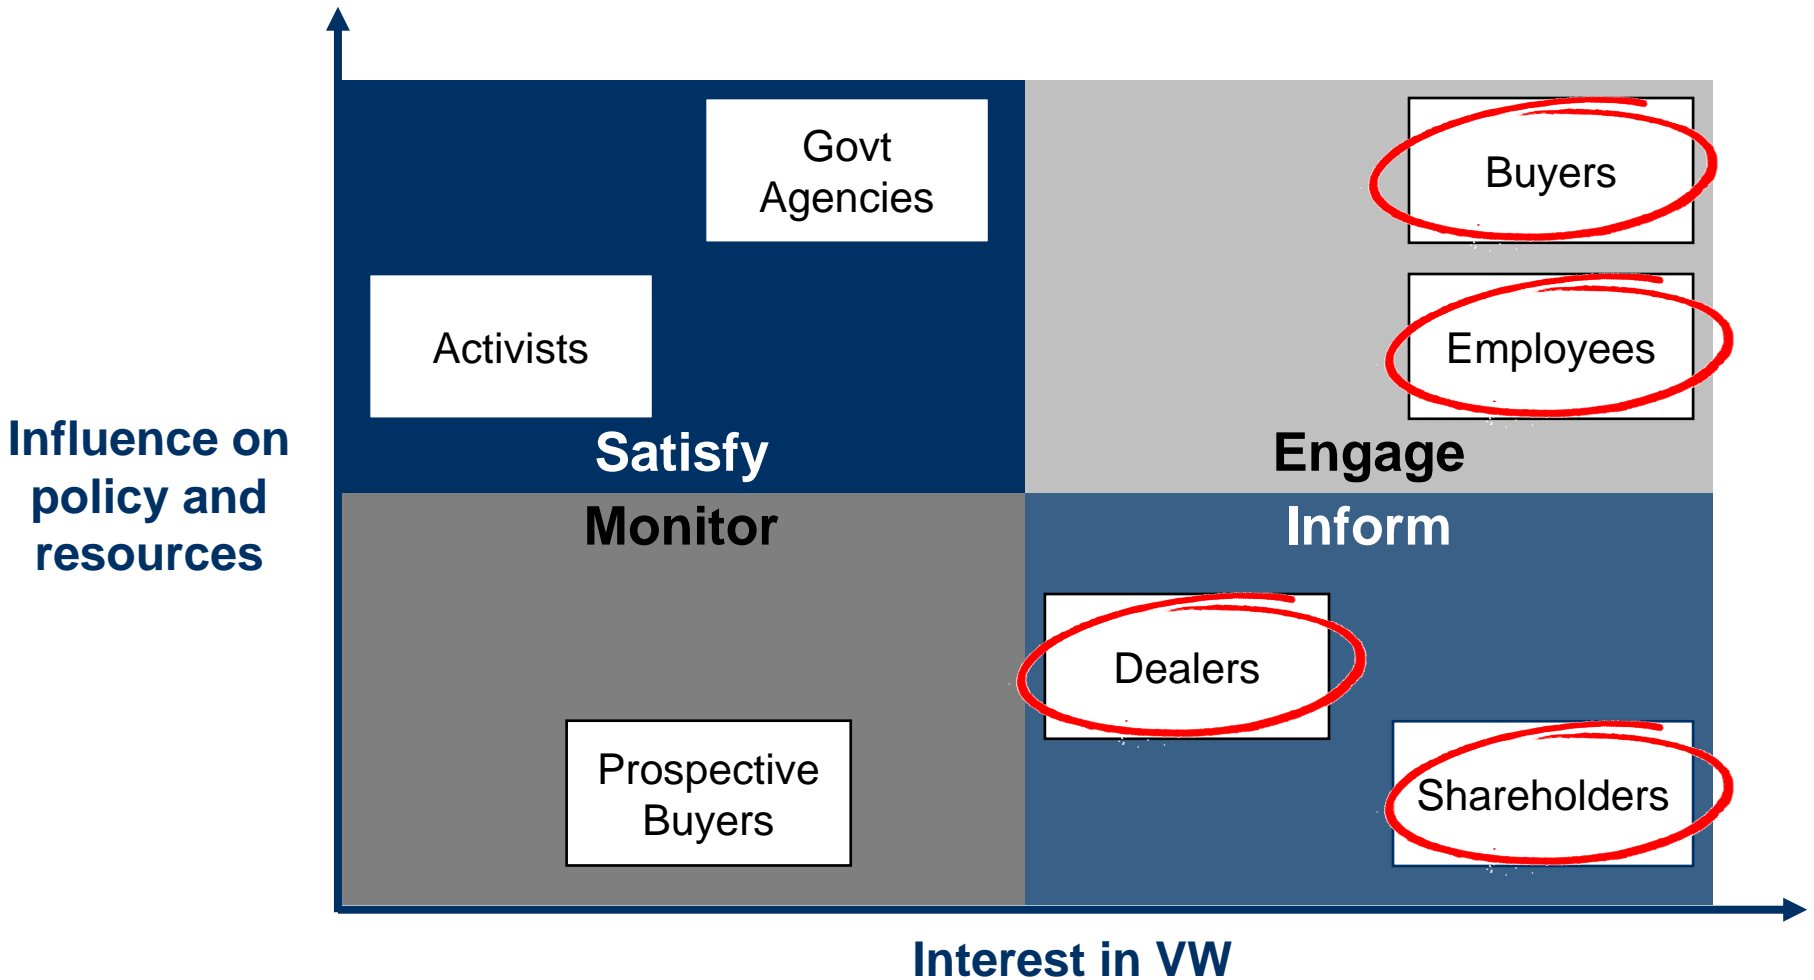 Govt
Agencies
Buyers
Activists
Employees
Influence on
policy and
resources
Satisfy
Engage
Monitor
Inform
Dealers
Prospective
Buyers
Shareholders
Interest in VW